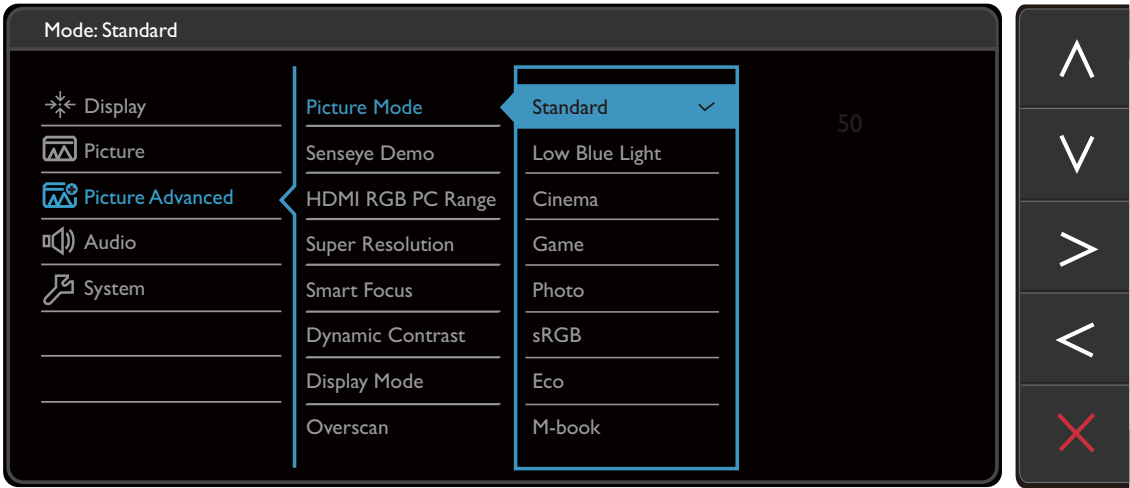 Mode: Standard
Display
Picture
Picture Advanced
Audio
System
Picture Mode
Senseye Demo
HDMI RGB PC Range
Super Resolution
Smart Focus
Dynamic Contrast
Display Mode
Overscan
Standard
Low Blue Light
Cinema
Game
Photo
sRGB
Eco
M-book
50